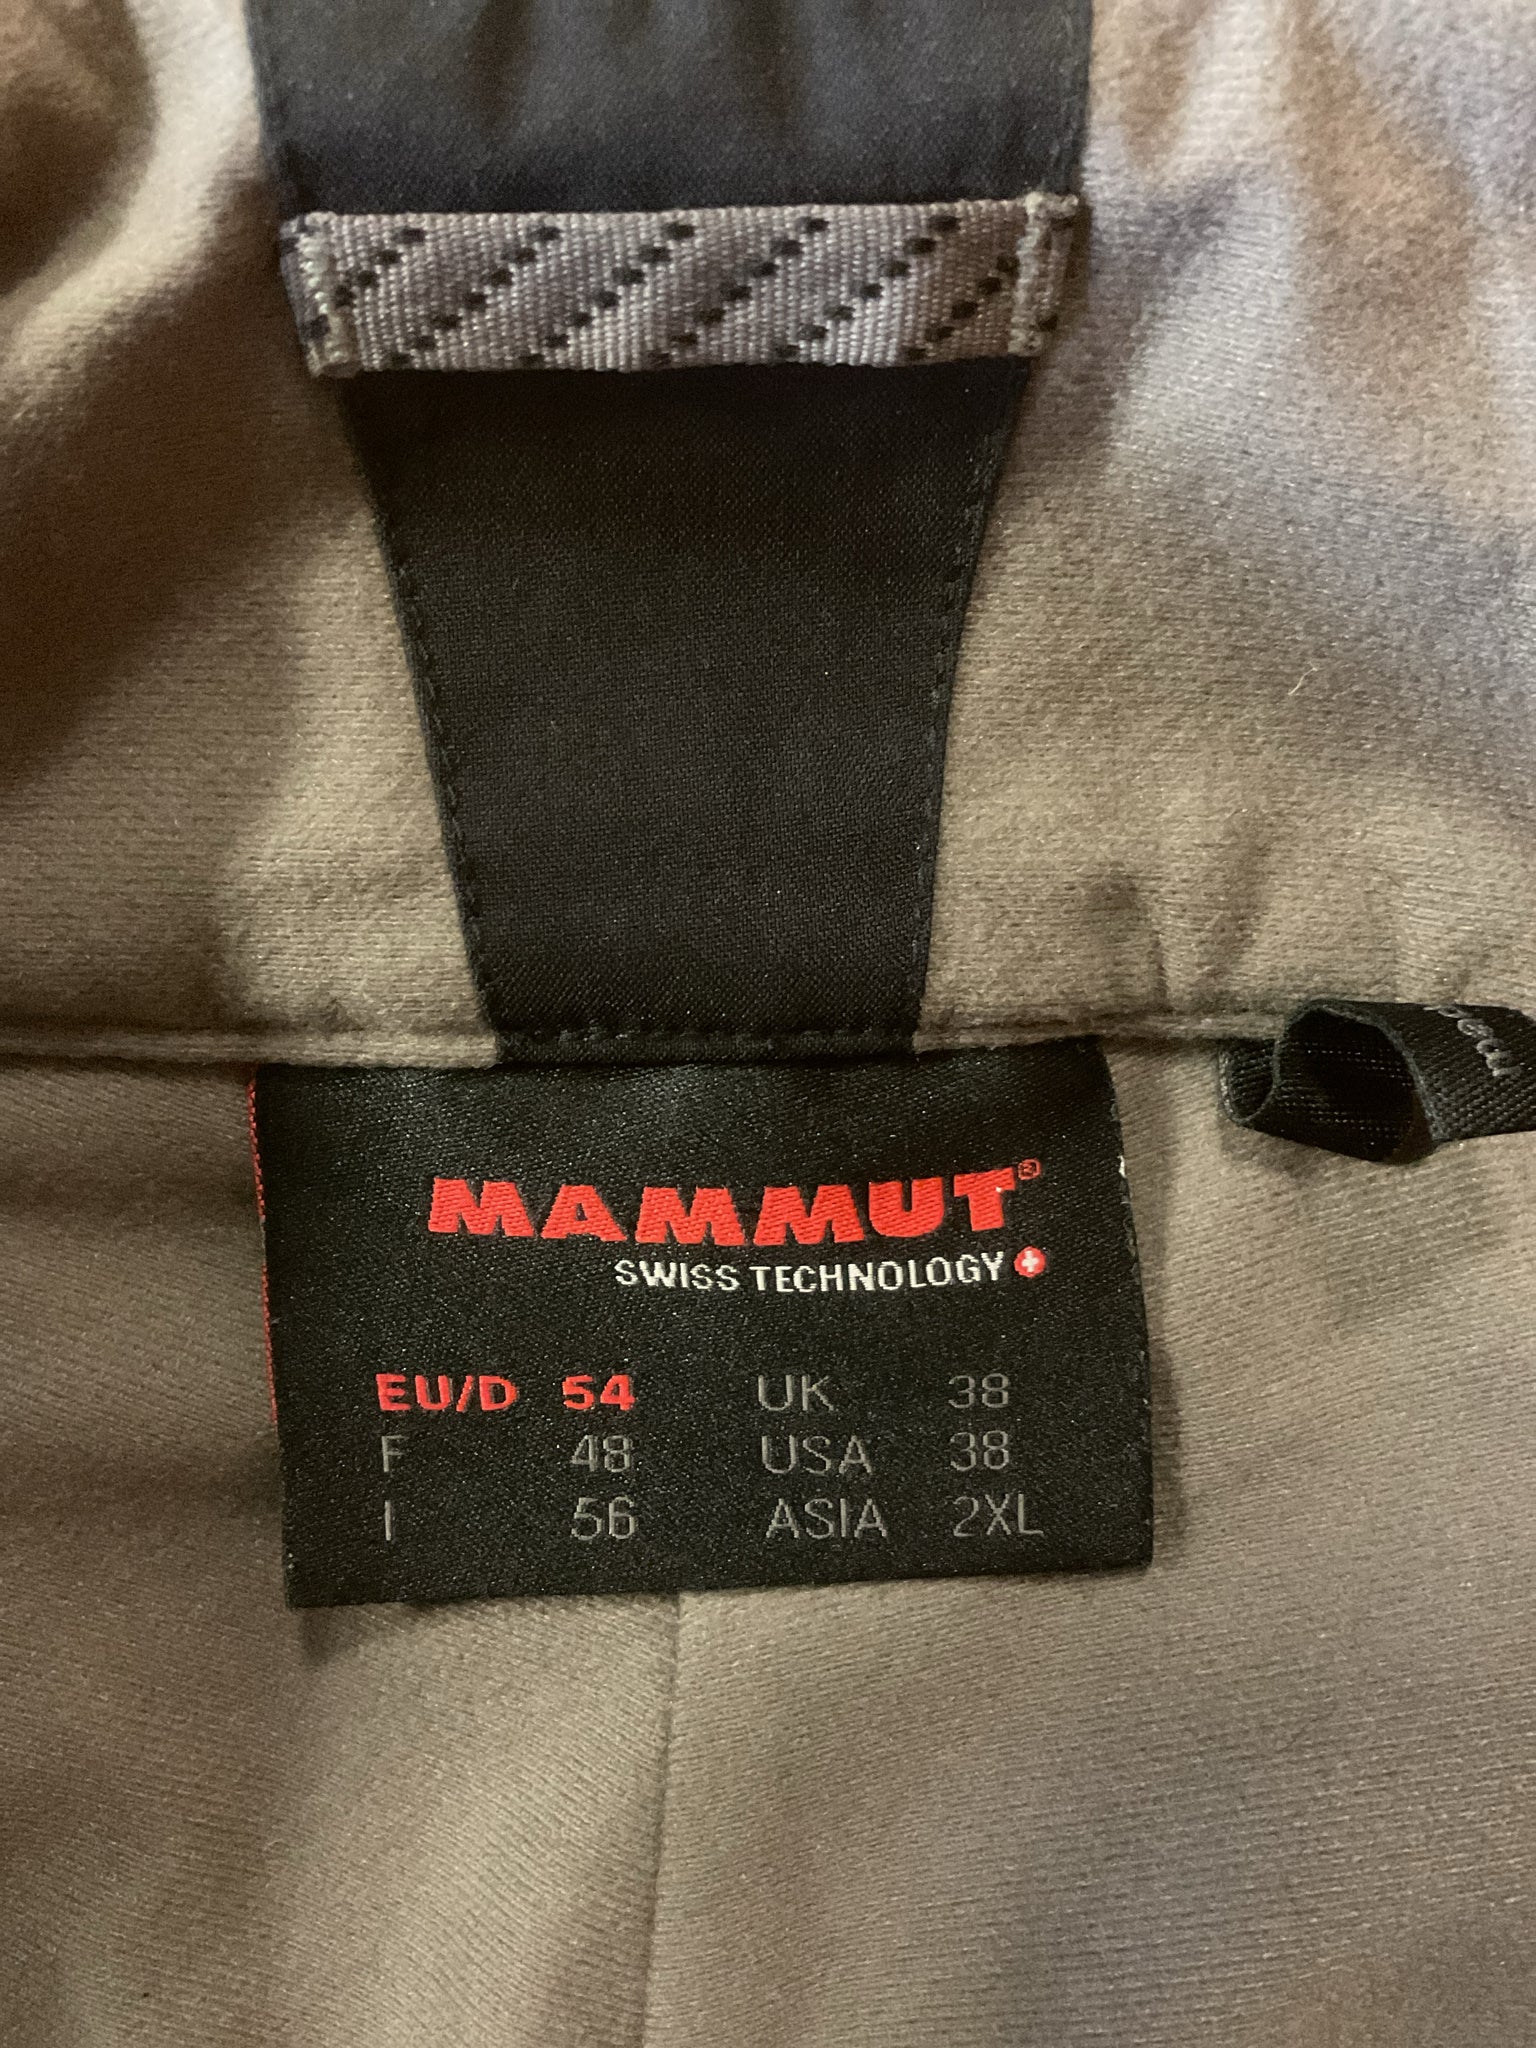 MAMMUT®
SWISS TECHNOLOGY
EU/D 54 UK 38
F 48 USA 38
I 56 ASIA 2XL